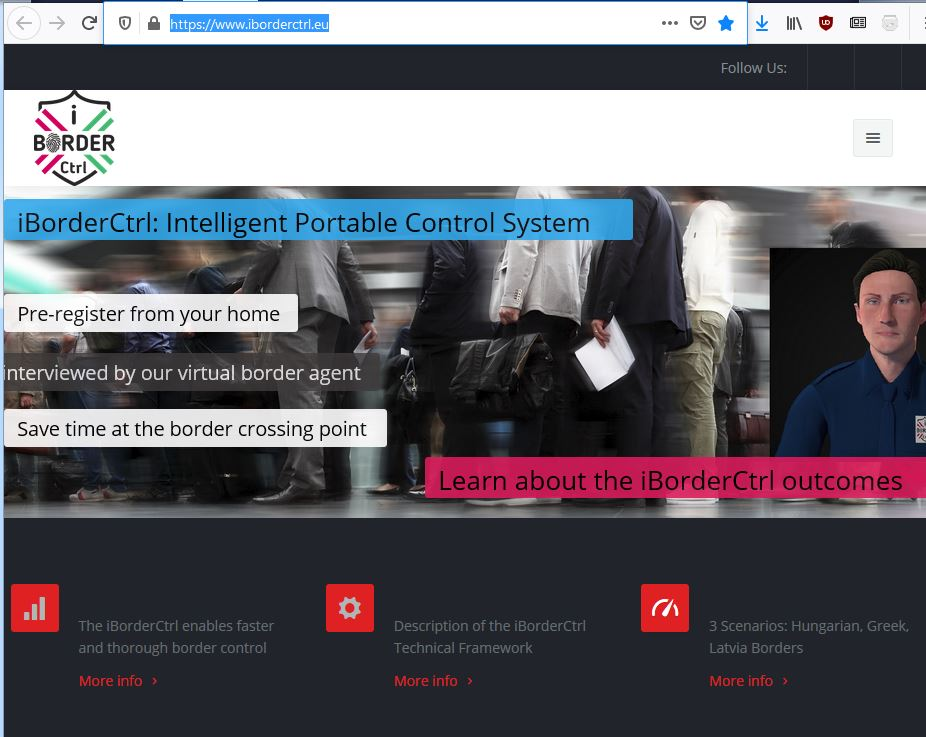 https://www.iborderctrl.eu
Follow Us:
i
BORDER
Ctrl
iBorderCtrl: Intelligent Portable Control System
Pre-register from your home
interviewed by our virtual border agent
Save time at the border crossing point
Learn about the iBorderCtrl outcomes
The iBorderCtrl enables faster
and thorough border control
More info
Description of the iBorderCtrl
Technical Framework
More info
3 Scenarios: Hungarian, Greek,
Latvia Borders
More info